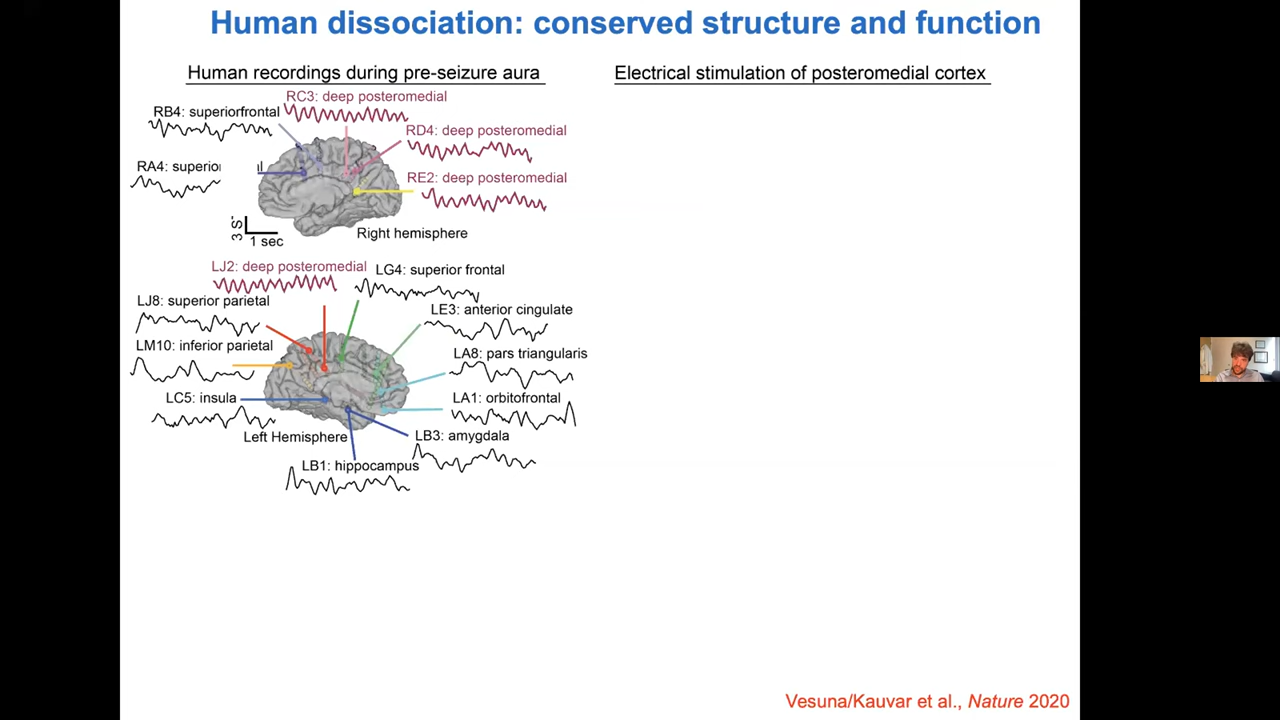 Human dissociation: conserved structure and function
Human recordings during pre-seizure aura
Electrical stimulation of posteromedial cortex
RC3: deep posteromedial
RB4: superiorfrontal
RD4: deep posteromedial
RA4: superior
RE2: deep posteromedial
3 S
1 sec
Right hemisphere
LJ2: deep posteromedial
LG4: superior frontal
LJ8: superior parietal
LE3: anterior cingulate
LM10: inferior parietal
LA8: pars triangularis
LC5: insula
LA1: orbitofrontal
Left Hemisphere
LB3: amygdala
LB1: hippocampus
Vesuna/Kauvar et al., Nature 2020